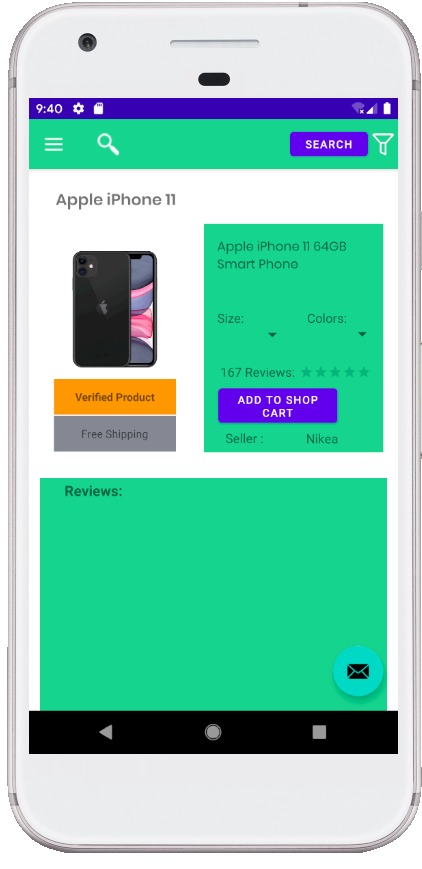 9:40
SEARCH
Apple iPhone 11
Apple iPhone 11 64GB
Smart Phone
Size:
Colors:
167 Reviews:
Verified Product
ADD TO SHOP
CART
Free Shipping
Seller :
Nikea
Reviews: